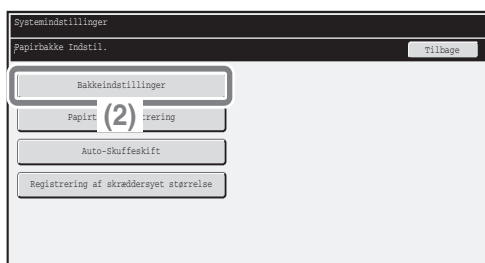 Systemindstillinger
Papirbakke Indstil.
Tilbage
Bakkeindstillinger
(2)
Auto-Skuffeskift
Registrering af skræddersyet størrelse